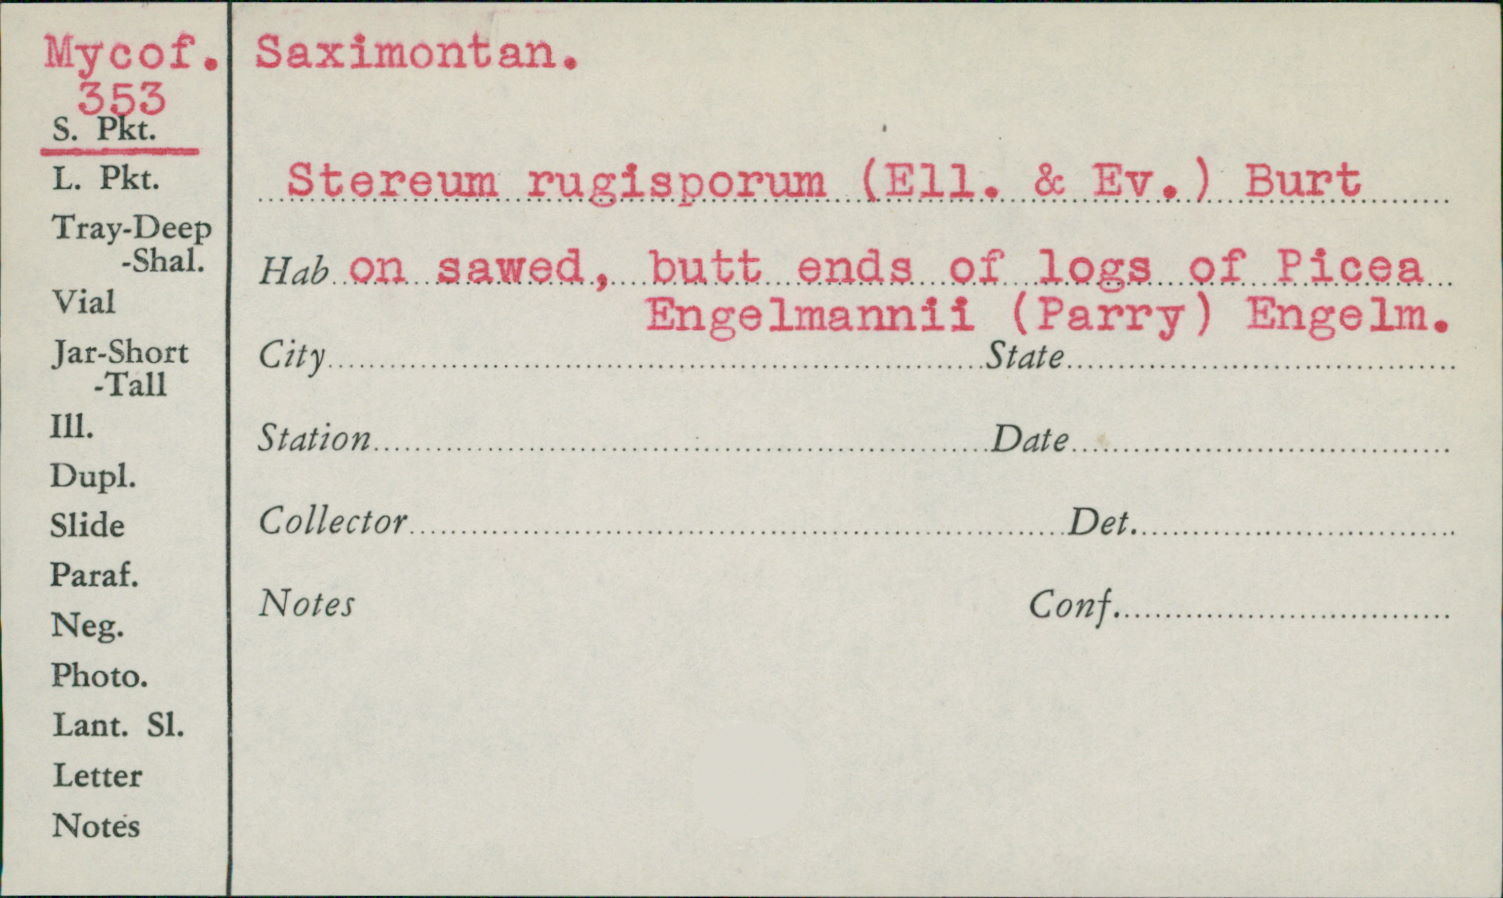 Mycof. Saximontan.
353
S. Pkt.
L. Pkt.
Tray-Deep
-Shal.
Vial
Jar-Short
-Tall
Ill.
Dupl.
Slide
Paraf.
Neg.
Photo.
Lant. Sl.
Letter
Notes
Stereum rugisporum (Ell. & Ev.) Burt
Hab on sawed, butt ends of logs of Picea
Engelmannii (Parry) Engelm.
City State
Station Date
Collector Det.
Notes Conf.